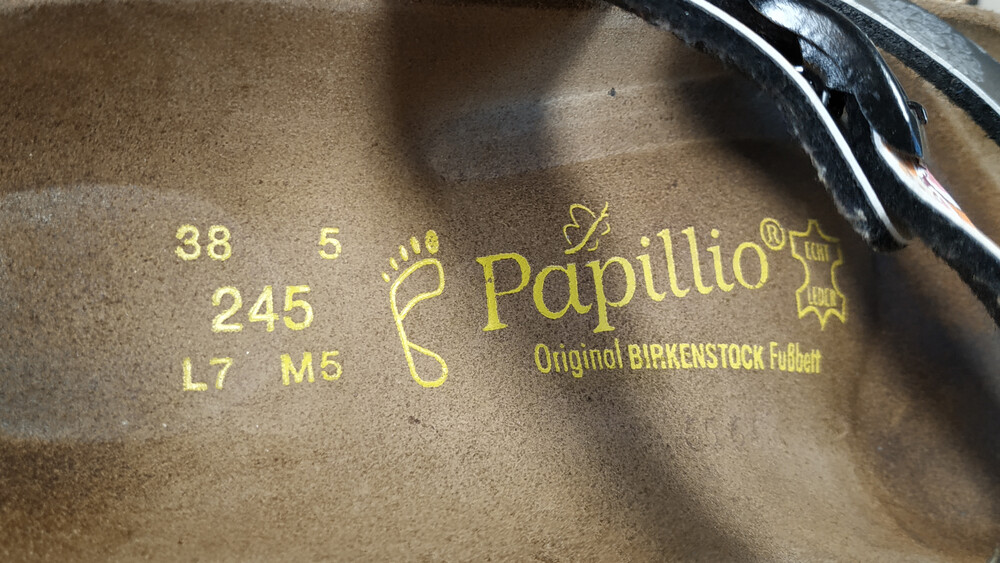 38 5
245
L7 M5
Papillio®
Original BIRKENSTOCK Fußbett
ECHT
LEDER